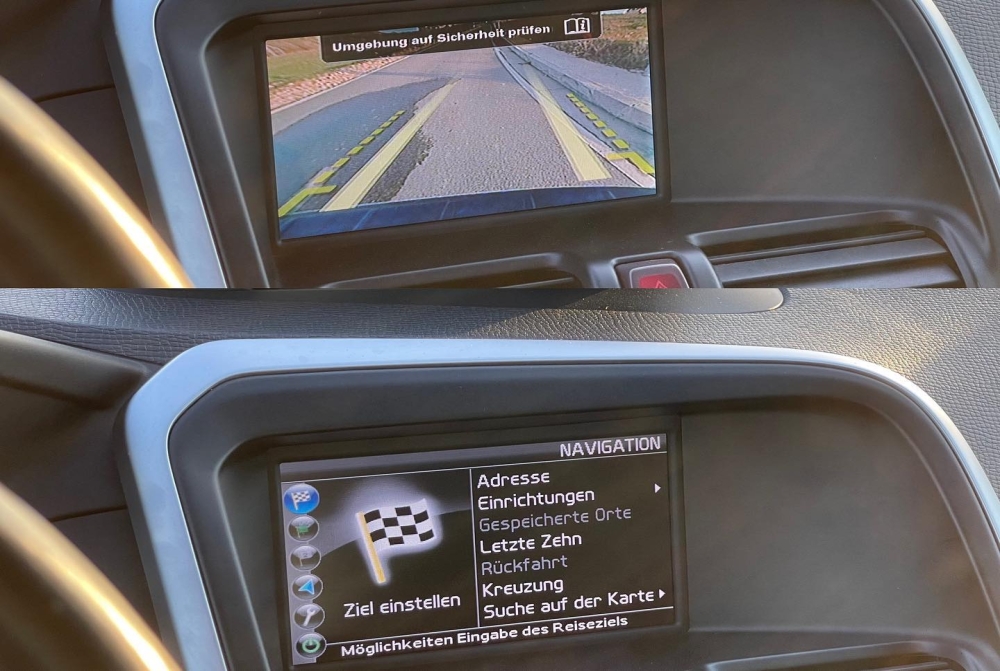 Umgebung auf Sicherheit prüfen
NAVIGATION
Adresse
Einrichtungen
Gespeicherte Orte
Letzte Zehn
Rückfahrt
Kreuzung
Suche auf der Karte
Ziel einstellen
Möglichkeiten Eingabe des Reiseziels